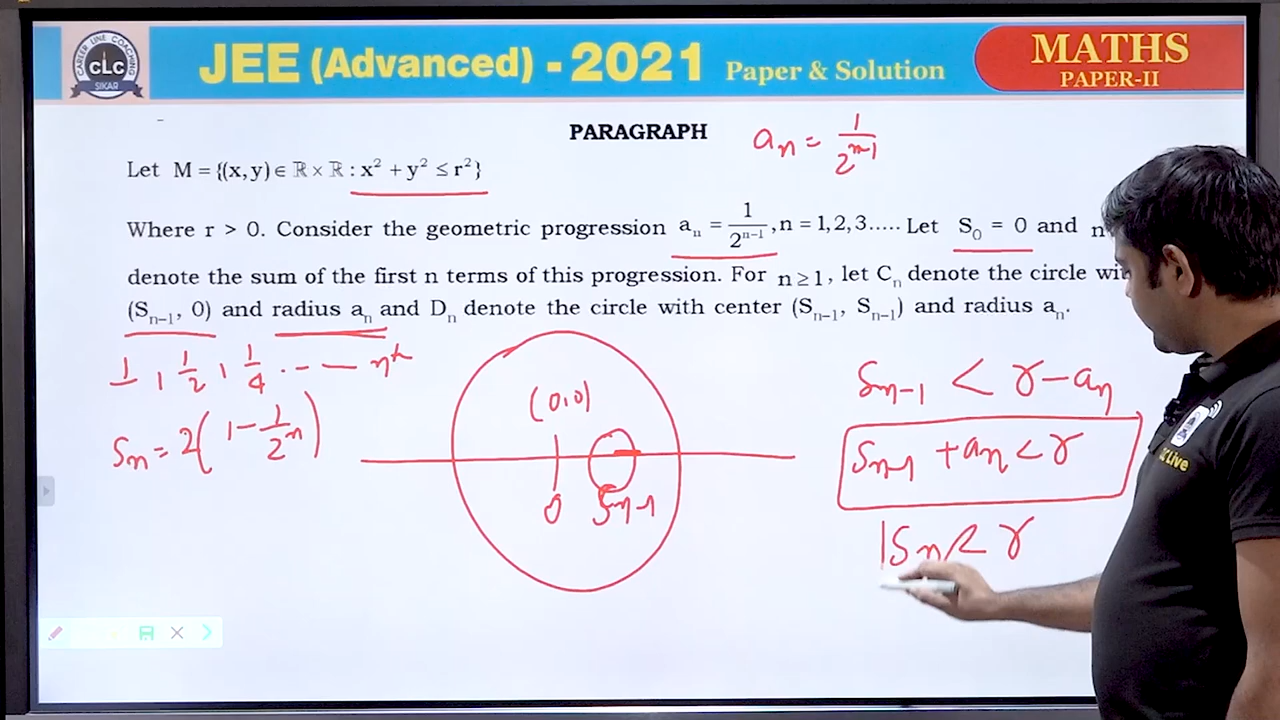 CAREER LINE COACHING
CLC
SIKAR
JEE (Advanced) - 2021 Paper & Solution
MATHS
PAPER-II
PARAGRAPH
aₙ = 1/2ⁿ⁻¹
Let M = {(x, y) ∈ ℝ × ℝ : x² + y² ≤ r²}
Where r > 0. Consider the geometric progression aₙ = 1/2ⁿ⁻¹, n = 1, 2, 3..... Let S₀ = 0 and
denote the sum of the first n terms of this progression. For n ≥ 1, let Cₙ denote the circle
(Sₙ₋₁, 0) and radius aₙ and Dₙ denote the circle with center (Sₙ₋₁, Sₙ₋₁) and radius aₙ.
1, 1/2, 1/4 ... — nth
Sₙ = 2(1 - 1/2ⁿ)
(0,0)
0 Sₙ₋₁
Sₙ₋₁ < r - aₙ
Sₙ₋₁ + aₙ < r
Sₙ < r
Live